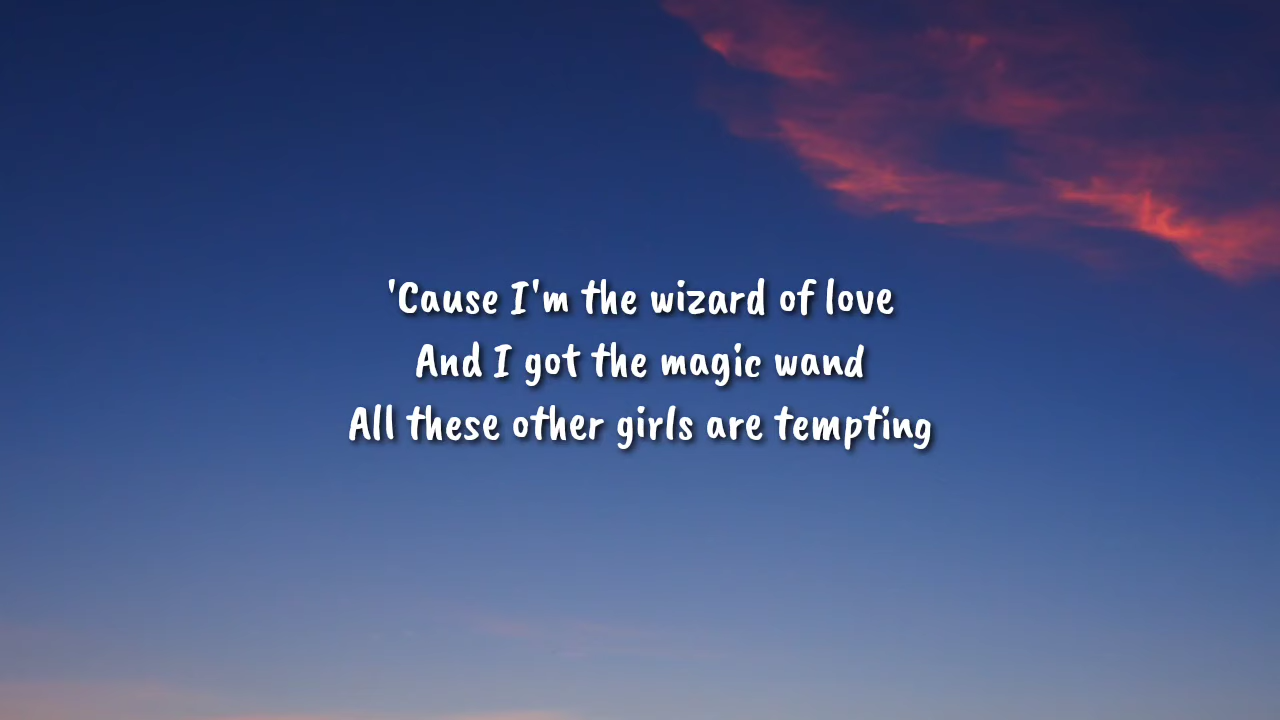 'Cause I'm the wizard of love
And I got the magic wand
All these other girls are tempting